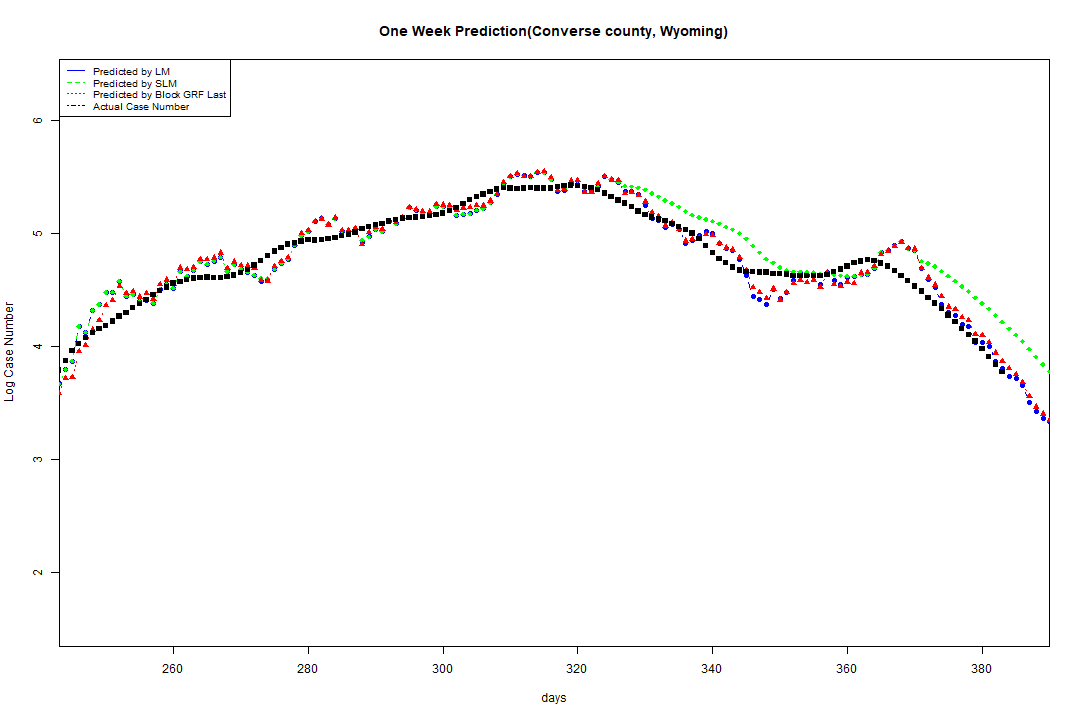 One Week Prediction(Converse county, Wyoming)
Predicted by LM
Predicted by SLM
Predicted by Block GRF Last
Actual Case Number
6
5
4
3
2
Log Case Number
260 280 300 320 340 360 380
days